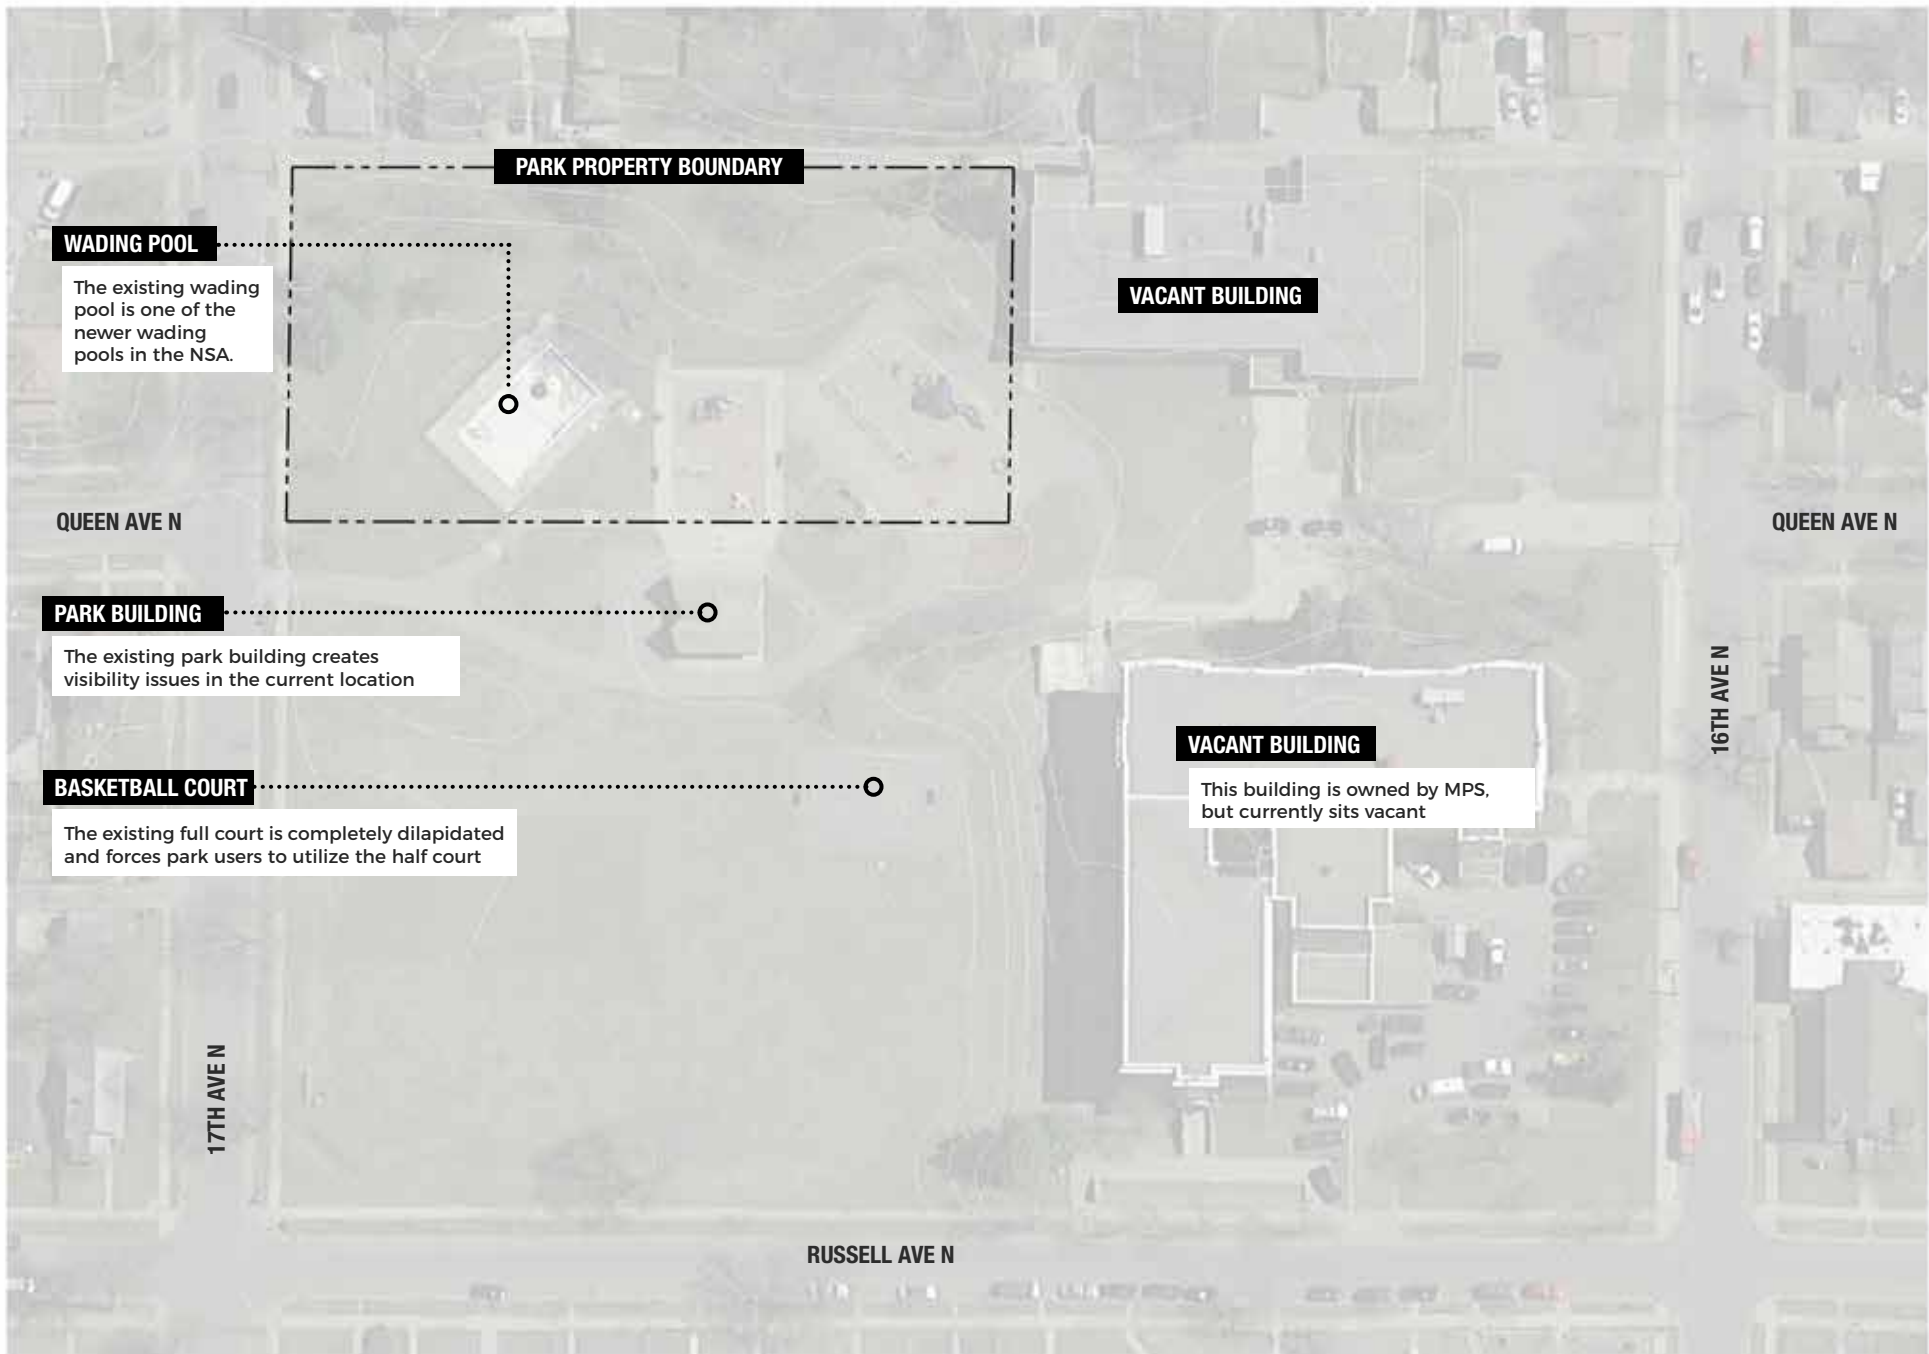 PARK PROPERTY BOUNDARY
WADING POOL
The existing wading
pool is one of the
newer wading
pools in the NSA.
VACANT BUILDING
QUEEN AVE N
QUEEN AVE N
PARK BUILDING
The existing park building creates
visibility issues in the current location
16TH AVE N
VACANT BUILDING
This building is owned by MPS,
but currently sits vacant
BASKETBALL COURT
The existing full court is completely dilapidated
and forces park users to utilize the half court
17TH AVE N
RUSSELL AVE N